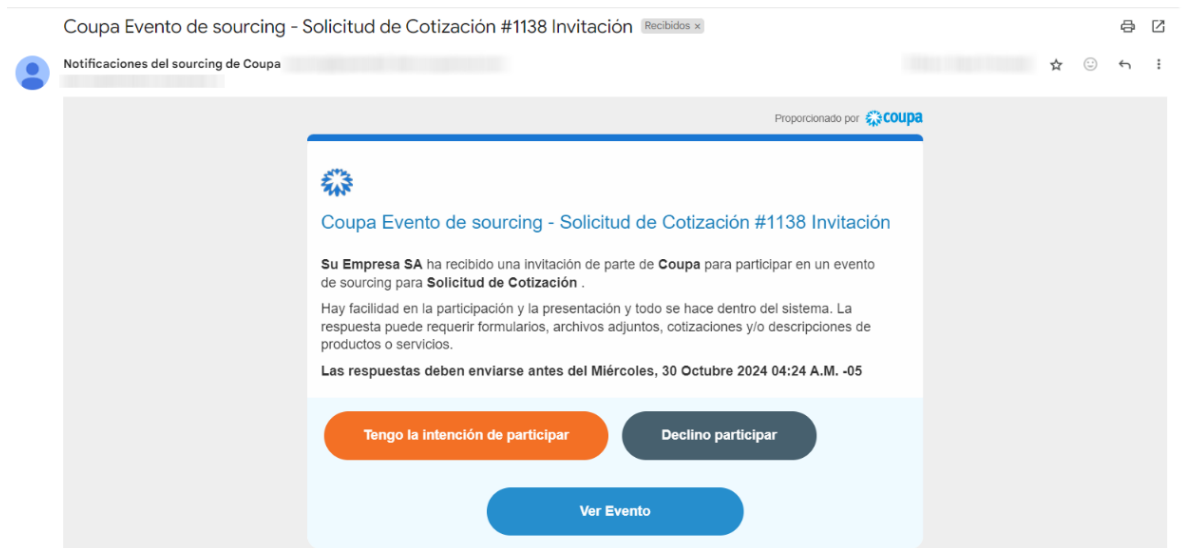 Coupa Evento de sourcing - Solicitud de Cotización #1138 Invitación Recibidos x
Notificaciones del sourcing de Coupa
Proporcionado por coupa
Coupa Evento de sourcing - Solicitud de Cotización #1138 Invitación
Su Empresa SA ha recibido una invitación de parte de Coupa para participar en un evento
de sourcing para Solicitud de Cotización .
Hay facilidad en la participación y la presentación y todo se hace dentro del sistema. La
respuesta puede requerir formularios, archivos adjuntos, cotizaciones y/o descripciones de
productos o servicios.
Las respuestas deben enviarse antes del Miércoles, 30 Octubre 2024 04:24 A.M. -05
Tengo la intención de participar
Declino participar
Ver Evento